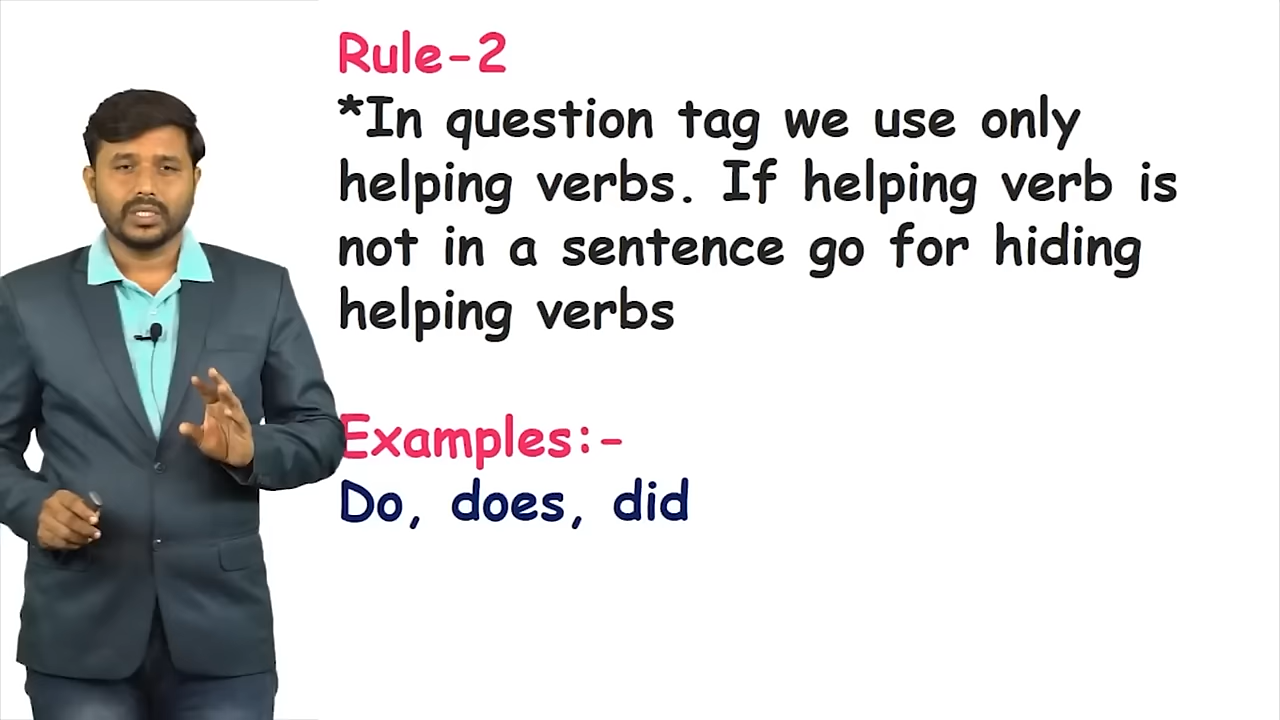 Rule-2
*In question tag we use only
helping verbs. If helping verb is
not in a sentence go for hiding
helping verbs
Examples:-
Do, does, did